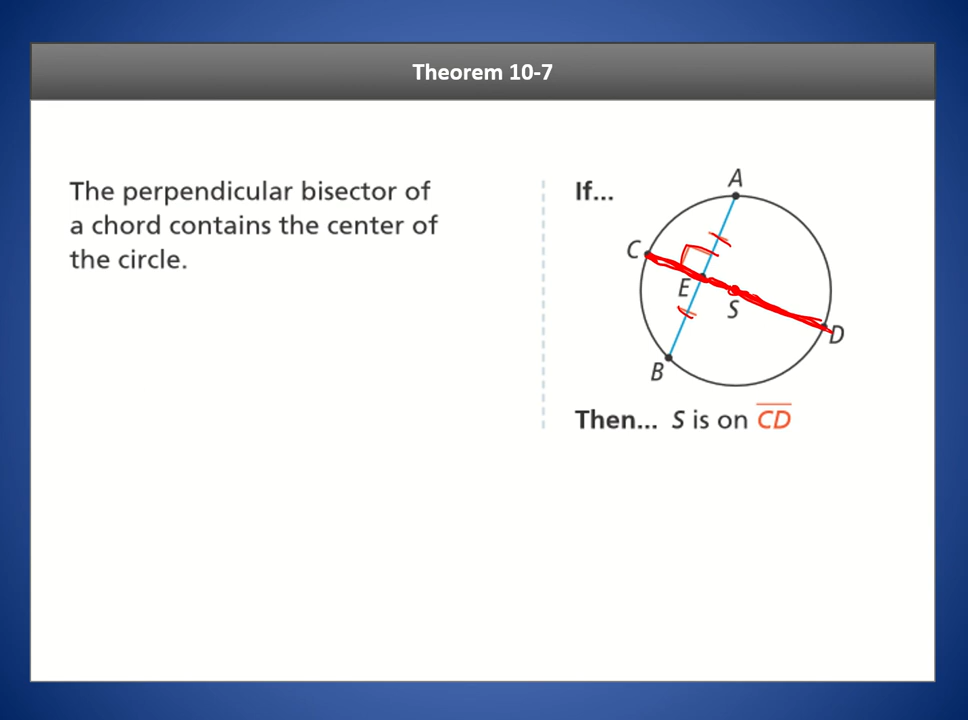 Theorem 10-7
The perpendicular bisector of
a chord contains the center of
the circle.
If...
A
C
E
S
D
B
Then... S is on CD